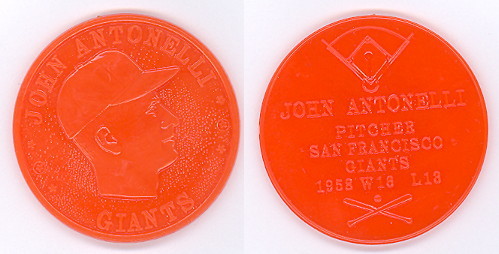 JOHN ANTONELLI
GIANTS
JOHN ANTONELLI
PITCHER
SAN FRANCISCO
GIANTS
1958 W16 L13